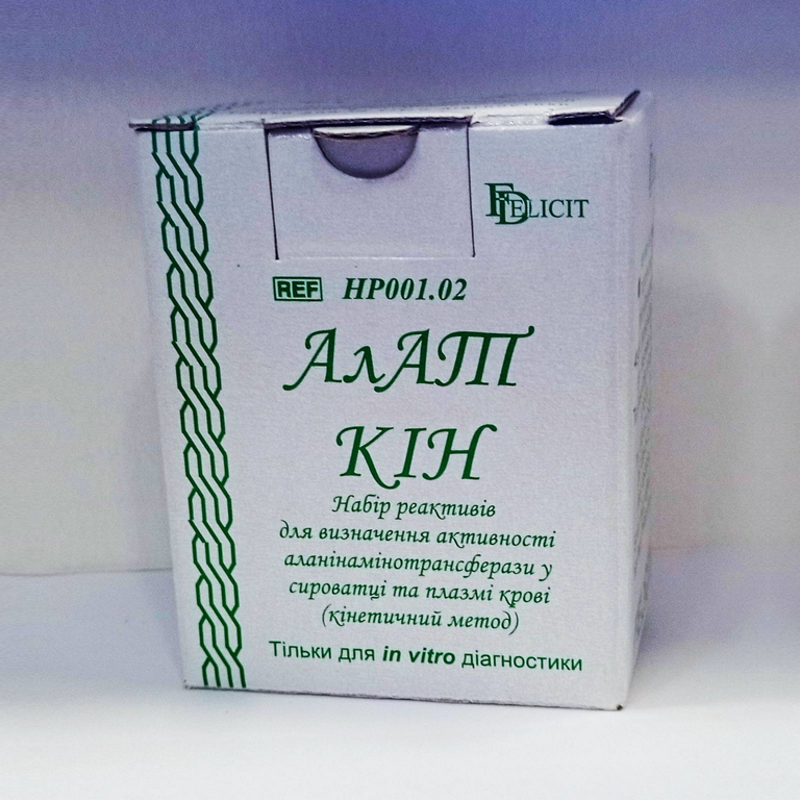 FELICIT
REF HP001.02
АлАТ
КІН
Набір реактивів
для визначення активності
аланінамінотрансферази у
сироватці та плазмі крові
(кінетичний метод)
Тільки для in vitro діагностики